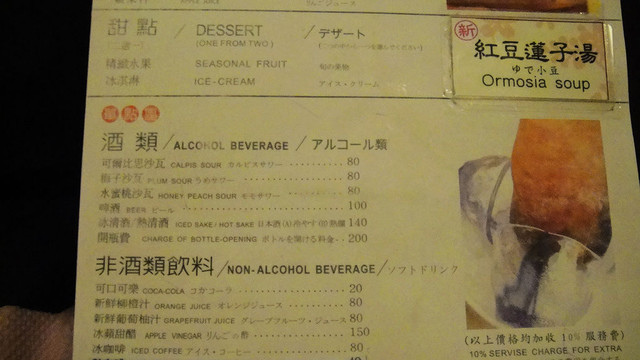 甜點 / DESSERT / デザート
(二選一) (ONE FROM TWO)
SEASONAL FRUIT 旬の果物
冰淇淋 ICE-CREAM アイス・クリーム
新
紅豆蓮子湯
ゆで小豆
Ormosia soup
酒類/ALCOKOL BEVERAGE / アルコール類
可爾比思沙瓦 CALPIS SOUR カルピスサワー 80
梅子沙瓦 PLUM SOUR うめサワー 80
水蜜桃沙瓦 HONEY PEACH SOUR モモサワー 80
啤酒 BEER ビール 100
冰清酒/熱清酒 ICED SAKE/HOT SAKE 日本酒 140
開瓶費 CHARGE OF BOTTLE-OPENING ボトルを開ける料金 200
非酒類飲料/NON-ALCOHOL BEVERAGE/ソフトドリンク
可口可樂 COCA-COLA コカコーラ 20
新鮮柳橙汁 ORANGE JUICE オレンジジュース 80
新鮮葡萄柚汁 GRAPEFRUIT JUICE グレープフルーツ・ジュース 80
冰蘋甜醋 APPLE VINEGAR りんごの酢 150
冰咖啡 ICED COFFEE アイス・コーヒー 80
(以上價格均加收 10% 服務費)
10% SERVISE CHARGE FOR EXTRA